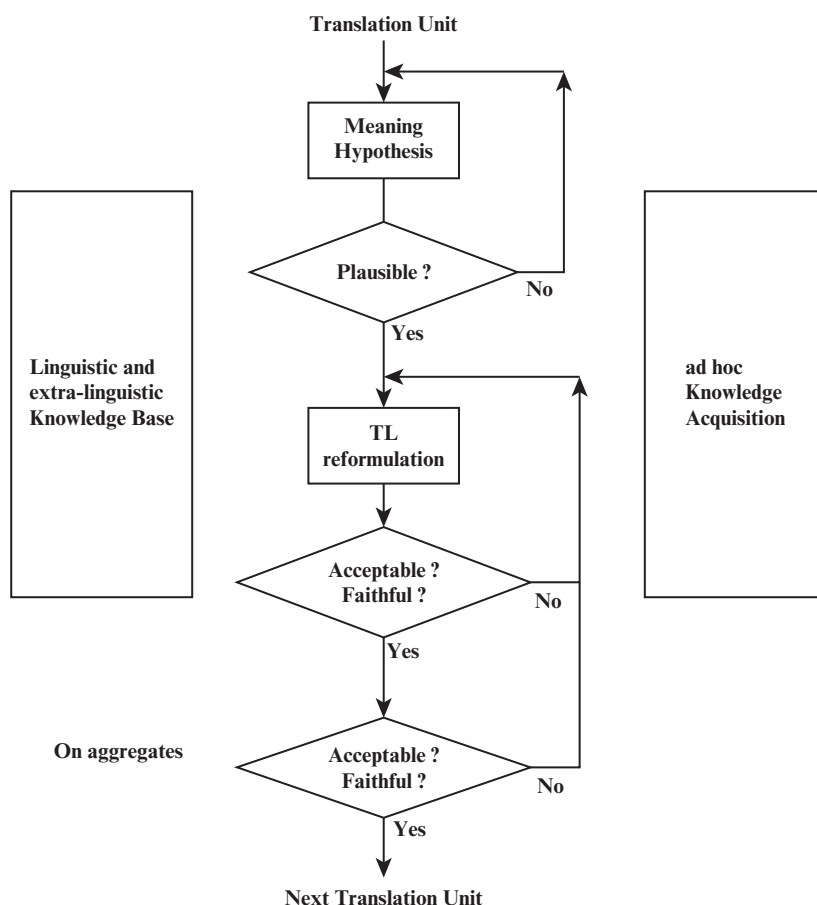 Translation Unit
Meaning
Hypothesis
Plausible ?
No
Yes
Linguistic and
extra-linguistic
Knowledge Base
ad hoc
Knowledge
Acquisition
TL
reformulation
Acceptable ?
Faithful ?
No
Yes
On aggregates
Acceptable ?
Faithful ?
No
Yes
Next Translation Unit